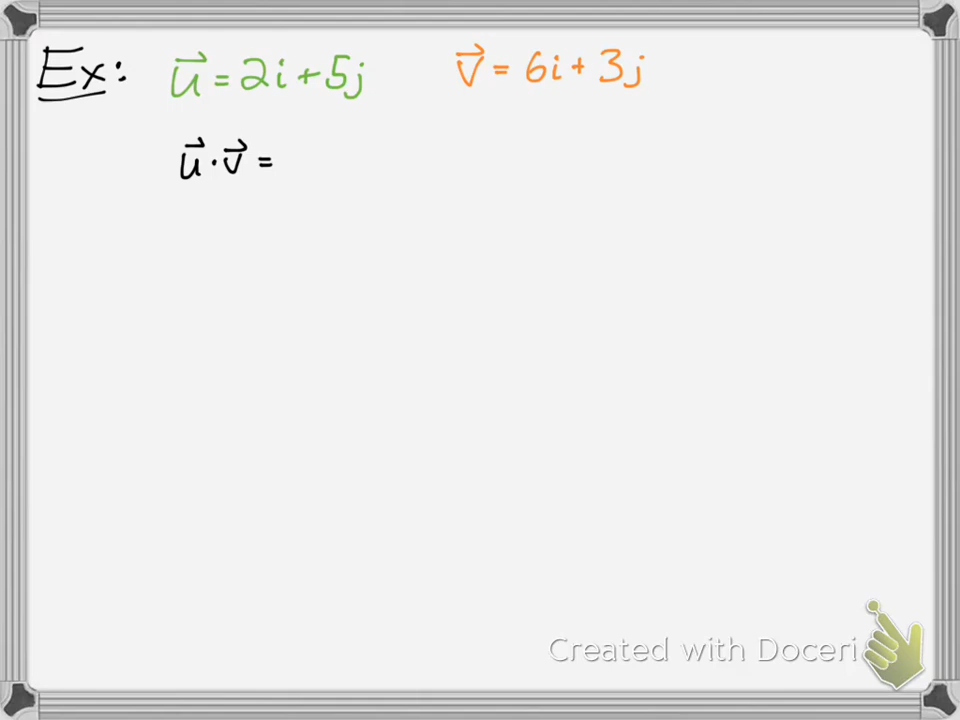 Ex: u⃗ = 2i + 5j v⃗ = 6i + 3j
u⃗ · v⃗ =
Created with Doceri